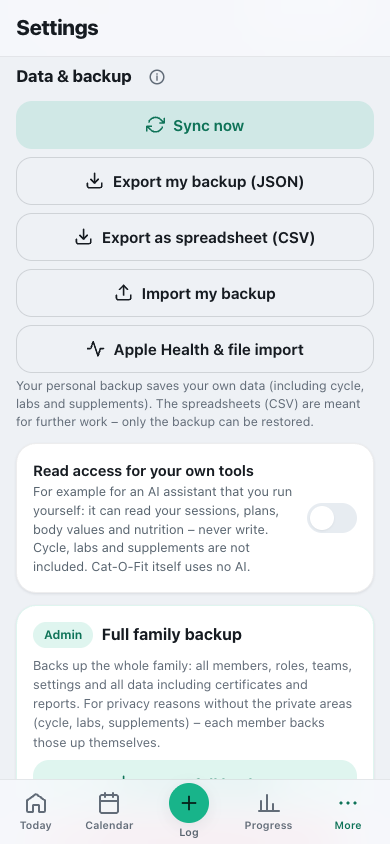 Settings
Data & backup
Sync now
Export my backup (JSON)
Export as spreadsheet (CSV)
Import my backup
Apple Health & file import
Your personal backup saves your own data (including cycle,
labs and supplements). The spreadsheets (CSV) are meant
for further work – only the backup can be restored.
Read access for your own tools
For example for an AI assistant that you run
yourself: it can read your sessions, plans,
body values and nutrition – never write.
Cycle, labs and supplements are not
included. Cat-O-Fit itself uses no AI.
Admin Full family backup
Backs up the whole family: all members, roles, teams,
settings and all data including certificates and
reports. For privacy reasons without the private areas
(cycle, labs, supplements) – each member backs
those up themselves.
Today Calendar Log Progress More